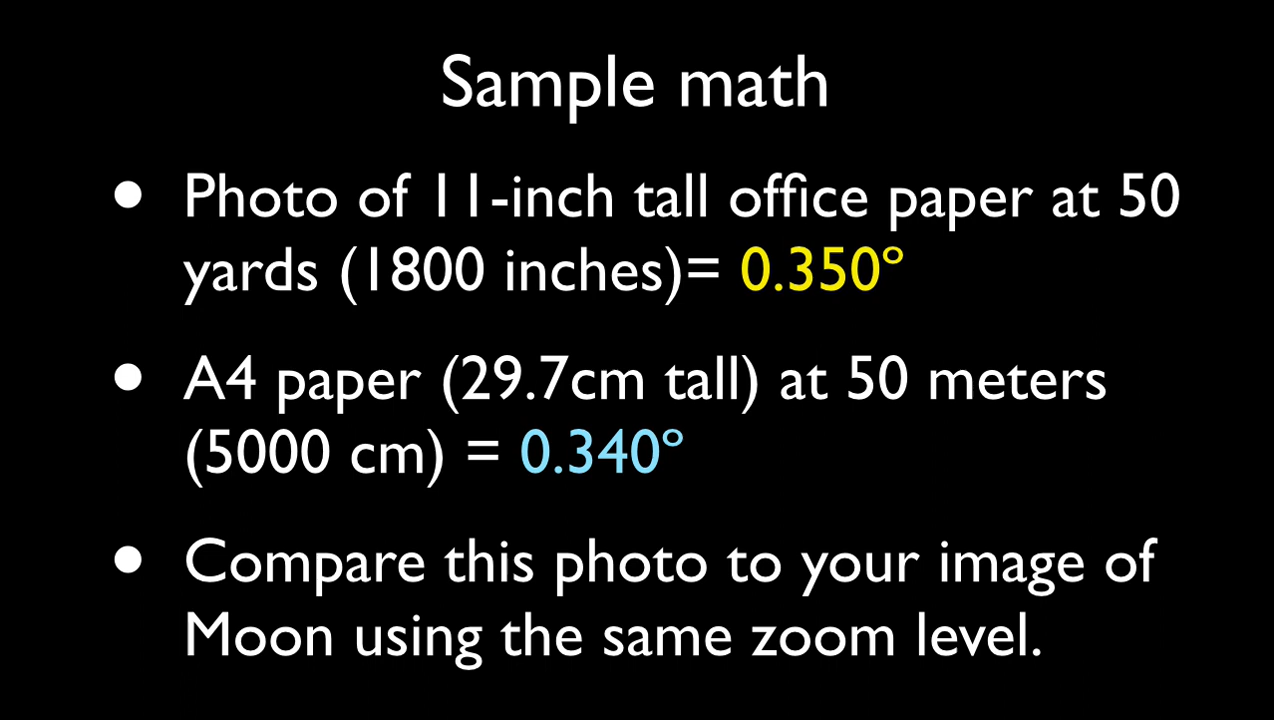 Sample math
• Photo of 11-inch tall office paper at 50
yards (1800 inches)= 0.350º
• A4 paper (29.7cm tall) at 50 meters
(5000 cm) = 0.340º
• Compare this photo to your image of
Moon using the same zoom level.